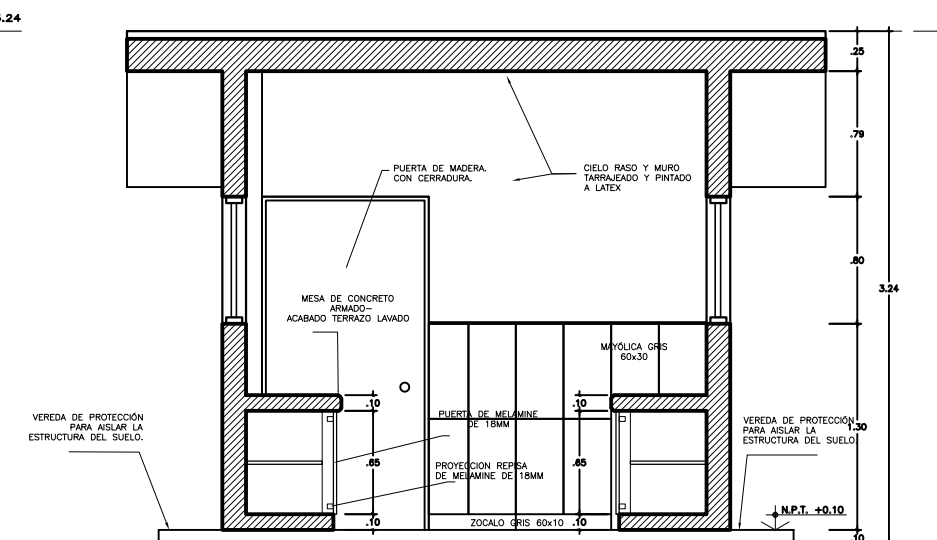 .24
.25
.79
PUERTA DE MADERA.
CON CERRADURA.
CIELO RASO Y MURO
TARRAJEADO Y PINTADO
A LATEX
.80
3.24
MESA DE CONCRETO
ARMADO-
ACABADO TERRAZO LAVADO
MAYÓLICA GRIS
60x30
.10
.10
VEREDA DE PROTECCIÓN
PARA AISLAR LA
ESTRUCTURA DEL SUELO.
PUERTA DE MELAMINE
DE 18MM
VEREDA DE PROTECCIÓN
PARA AISLAR LA
ESTRUCTURA DEL SUELO.
1.30
.65
PROYECCION REPISA
DE MELAMINE DE 18MM
.65
N.P.T. +0.10
.10
ZOCALO GRIS 60x10
.10
.10